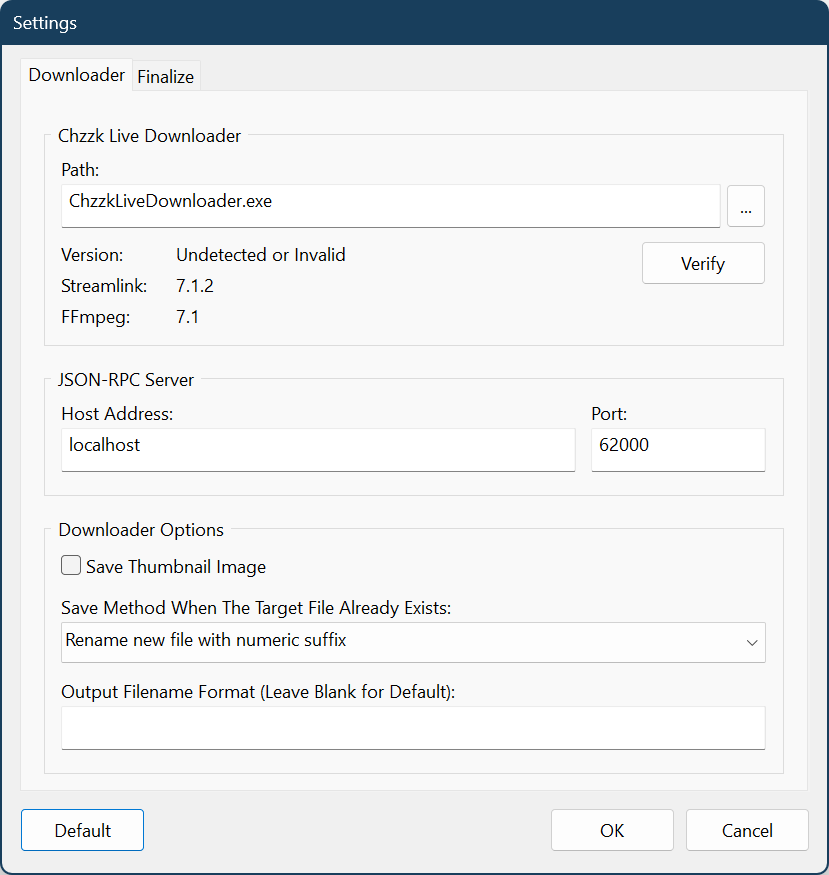 Settings
Downloader Finalize
Chzzk Live Downloader
Path:
ChzzkLiveDownloader.exe ...
Version: Undetected or Invalid
Verify
Streamlink: 7.1.2
FFmpeg: 7.1
JSON-RPC Server
Host Address: Port:
localhost 62000
Downloader Options
Save Thumbnail Image
Save Method When The Target File Already Exists:
Rename new file with numeric suffix
Output Filename Format (Leave Blank for Default):
Default OK Cancel